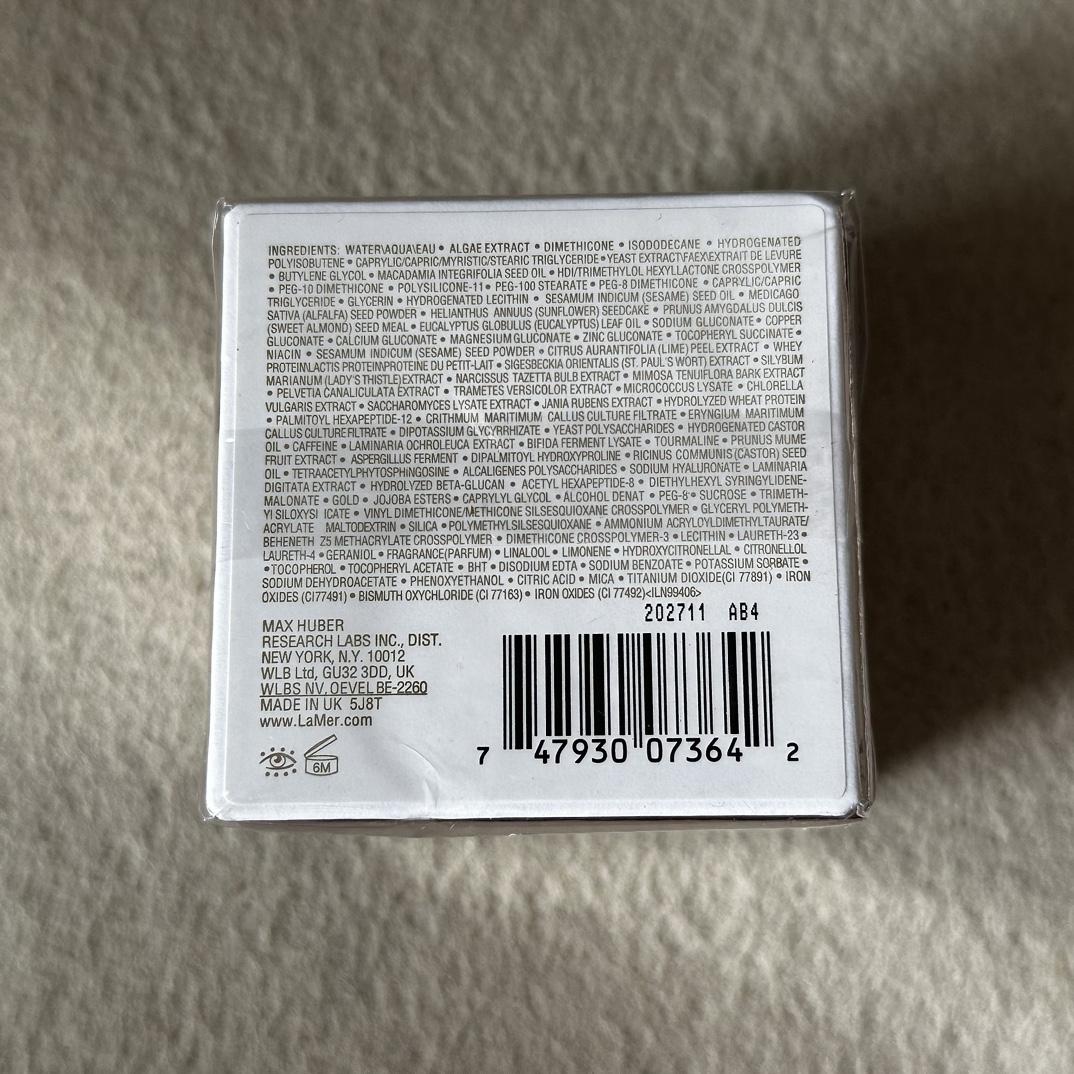 INGREDIENTS: WATER\AQUA\EAU • ALGAE EXTRACT • DIMETHICONE • ISODODECANE • HYDROGENATED
POLYISOBUTENE • CAPRYLIC/CAPRIC/MYRISTIC/STEARIC TRIGLYCERIDE •YEAST EXTRACT\FAEX\EXTRAIT DE LEVURE
• BUTYLENE GLYCOL • MACADAMIA INTEGRIFOLIA SEED OIL • HDI/TRIMETHYLOL HEXYLLACTONE CROSSPOLYMER
• PEG-10 DIMETHICONE • POLYSILICONE-11• PEG-100 STEARATE • PEG-8 DIMETHICONE • CAPRYLIC/CAPRIC
TRIGLYCERIDE • GLYCERIN • HYDROGENATED LECITHIN • SESAMUM INDICUM (SESAME) SEED OIL • MEDICAGO
SATIVA (ALFALFA) SEED POWDER • HELIANTHUS ANNUUS (SUNFLOWER) SEEDCAKE • PRUNUS AMYGDALUS DULCIS
(SWEET ALMOND) SEED MEAL • EUCALYPTUS GLOBULUS (EUCALYPTUS) LEAF OIL • SODIUM GLUCONATE • COPPER
GLUCONATE • CALCIUM GLUCONATE • MAGNESIUM GLUCONATE • ZINC GLUCONATE • TOCOPHERYL SUCCINATE •
NIACIN • SESAMUM INDICUM (SESAME) SEED POWDER • CITRUS AURANTIFOLIA (LIME) PEEL EXTRACT • WHEY
PROTEIN\LACTIS PROTEIN\PROTEINE DU PETIT-LAIT • SIGESBECKIA ORIENTALIS (ST. PAUL'S WORT) EXTRACT • SILYBUM
MARIANUM (LADY'S THISTLE) EXTRACT • NARCISSUS TAZETTA BULB EXTRACT • MIMOSA TENUIFLORA BARK EXTRACT
• PELVETIA CANALICULATA EXTRACT • TRAMETES VERSICOLOR EXTRACT • MICROCOCCUS LYSATE • CHLORELLA
VULGARIS EXTRACT • SACCHAROMYCES LYSATE EXTRACT • JANIA RUBENS EXTRACT • HYDROLYZED WHEAT PROTEIN
• PALMITOYL HEXAPEPTIDE-12 • CRITHMUM MARITIMUM CALLUS CULTURE FILTRATE • ERYNGIUM MARITIMUM
CALLUS CULTURE FILTRATE • DIPOTASSIUM GLYCYRRHIZATE • YEAST POLYSACCHARIDES • HYDROGENATED CASTOR
OIL • CAFFEINE • LAMINARIA OCHROLEUCA EXTRACT • BIFIDA FERMENT LYSATE • TOURMALINE • PRUNUS MUME
FRUIT EXTRACT • ASPERGILLUS FERMENT • DIPALMITOYL HYDROXYPROLINE • RICINUS COMMUNIS (CASTOR) SEED
OIL • TETRAACETYLPHYTOSPHINGOSINE • ALCALIGENES POLYSACCHARIDES • SODIUM HYALURONATE • LAMINARIA
DIGITATA EXTRACT • HYDROLYZED BETA-GLUCAN • ACETYL HEXAPEPTIDE-8 • DIETHYLHEXYL SYRINGYLIDENE-
MALONATE • GOLD • JOJOBA ESTERS • CAPRYLYL GLYCOL • ALCOHOL DENAT • PEG-8 • SUCROSE • TRIMETH-
• VINYL DIMETHICONE/METHICONE SILSESQUIOXANE CROSSPOLYMER • GLYCERYL POLYMETH-
ACRYLATE MALTODEXTRIN • SILICA • POLYMETHYLSILSESQUIOXANE • AMMONIUM ACRYLOYLDIMETHYLTAURATE/
METHACRYLATE CROSSPOLYMER • DIMETHICONE CROSSPOLYMER-3 • LECITHIN • LAURETH-23 •
LAURETH-4 • GERANIOL • FRAGRANCE (PARFUM) • LINALOOL • LIMONENE • HYDROXYCITRONELLAL • CITRONELLOL
• TOCOPHEROL • TOCOPHERYL ACETATE • BHT • DISODIUM EDTA • SODIUM BENZOATE • POTASSIUM SORBATE •
SODIUM DEHYDROACETATE • PHENOXYETHANOL • CITRIC ACID • MICA • TITANIUM DIOXIDE (CI 77891) • IRON
OXIDES (CI 77491) • BISMUTH OXYCHLORIDE (CI 77163) • IRON OXIDES (CI 77492)<ILN99406>
202711 AB4
MAX HUBER
RESEARCH LABS INC., DIST.
NEW YORK, N.Y. 10012
WLB Ltd, GU32 3DD, UK
WLBS NV. OEVEL BE-2260
MADE IN UK 5J8T
www.LaMer.com
6M
7 47930 07364 2